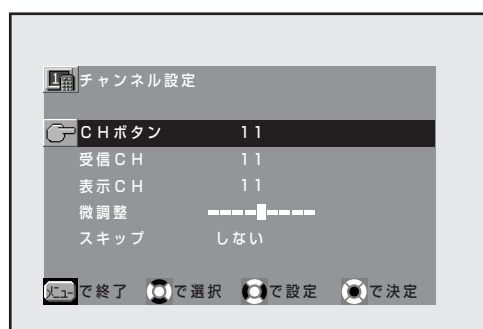 チャンネル設定
CHボタン 11
受信CH 11
表示CH 11
微調整
スキップ しない
メニューで終了 で選択 で設定 で決定